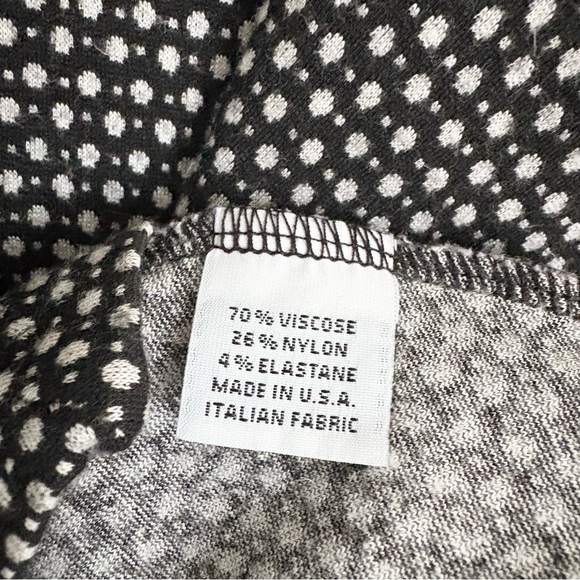 70% VISCOSE
26% NYLON
4% ELASTANE
MADE IN U.S.A.
ITALIAN FABRIC